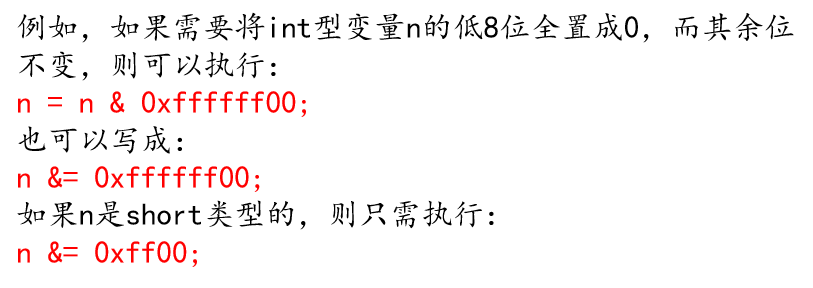 例如，如果需要将int型变量n的低8位全置成0，而其余位
不变，则可以执行：
n = n & 0xffffff00;
也可以写成：
n &= 0xffffff00;
如果n是short类型的，则只需执行：
n &= 0xff00;